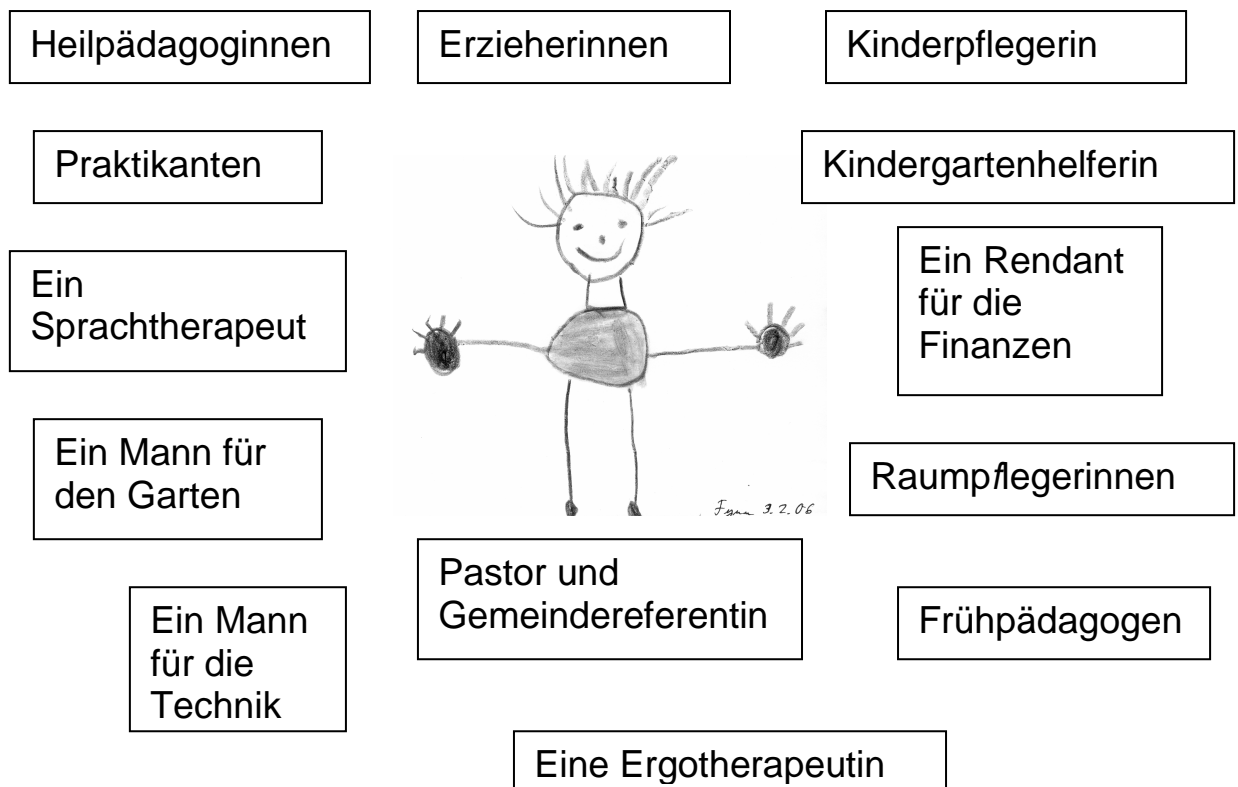 Heilpädagoginnen
Erzieherinnen
Kinderpflegerin
Praktikanten
Kindergartenhelferin
Ein
Sprachtherapeut
Ein Rendant
für die
Finanzen
Ein Mann für
den Garten
Raumpflegerinnen
3.2.06
Pastor und
Gemeindereferentin
Ein Mann
für die
Technik
Frühpädagogen
Eine Ergotherapeutin